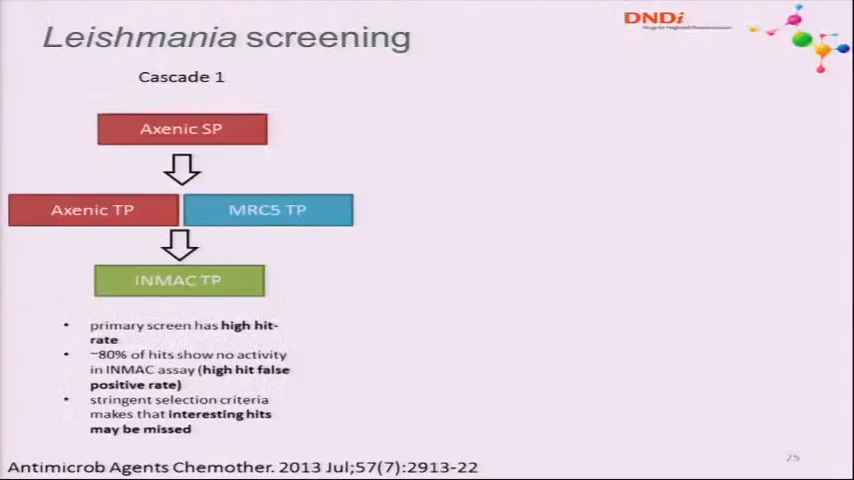 Leishmania screening
DNDi
Cascade 1
Axenic SP
Axenic TP
MRC5 TP
INMAC TP
• primary screen has high hit-
rate
• ~80% of hits show no activity
in INMAC assay (high hit false
positive rate)
• stringent selection criteria
makes that interesting hits
may be missed
Antimicrob Agents Chemother. 2013 Jul;57(7):2913-22
25